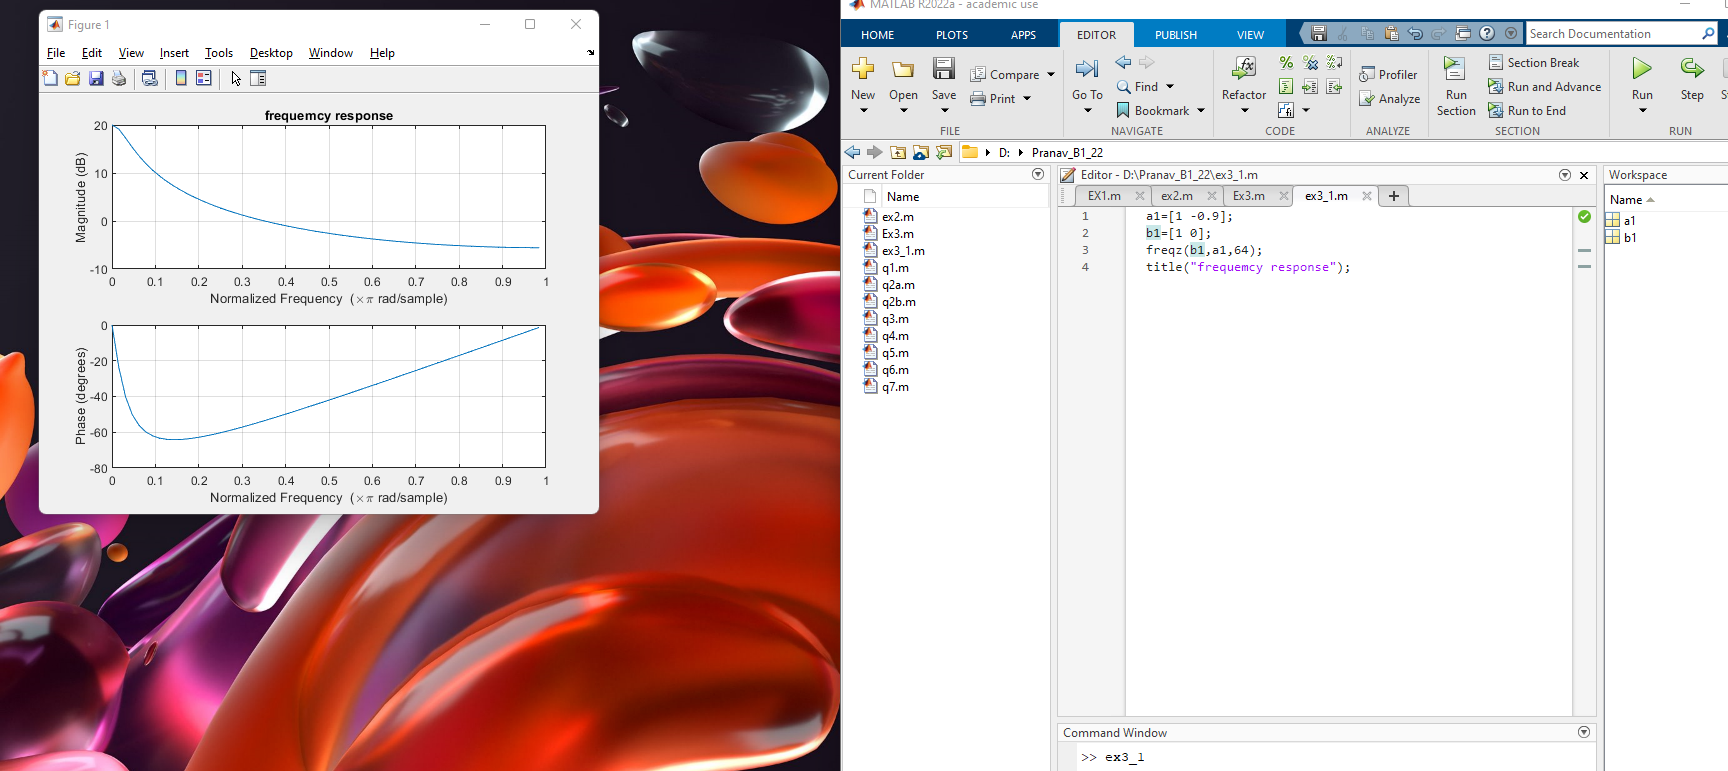 Figure 1
File Edit View Insert Tools Desktop Window Help
frequemcy response
Magnitude (dB)
20
10
0
-10
0 0.1 0.2 0.3 0.4 0.5 0.6 0.7 0.8 0.9 1
Normalized Frequency (×π rad/sample)
Phase (degrees)
0
-20
-40
-60
-80
0 0.1 0.2 0.3 0.4 0.5 0.6 0.7 0.8 0.9 1
Normalized Frequency (×π rad/sample)
MATLAB R2022a - academic use
HOME PLOTS APPS EDITOR PUBLISH VIEW
Search Documentation
New Open Save Compare Print
FILE
Go To Find Bookmark
NAVIGATE
Refactor
CODE
Profiler
Analyze
ANALYZE
Run Section
Section Break
Run and Advance
Run to End
SECTION
Run Step
RUN
D: Pranav_B1_22
Current Folder
Name
ex2.m
Ex3.m
ex3_1.m
q1.m
q2a.m
q2b.m
q3.m
q4.m
q5.m
q6.m
q7.m
Editor - D:\Pranav_B1_22\ex3_1.m
EX1.m ex2.m Ex3.m ex3_1.m
1 a1=[1 -0.9];
2 b1=[1 0];
3 freqz(b1,a1,64);
4 title("frequemcy response");
Workspace
Name
a1
b1
Command Window
>> ex3_1